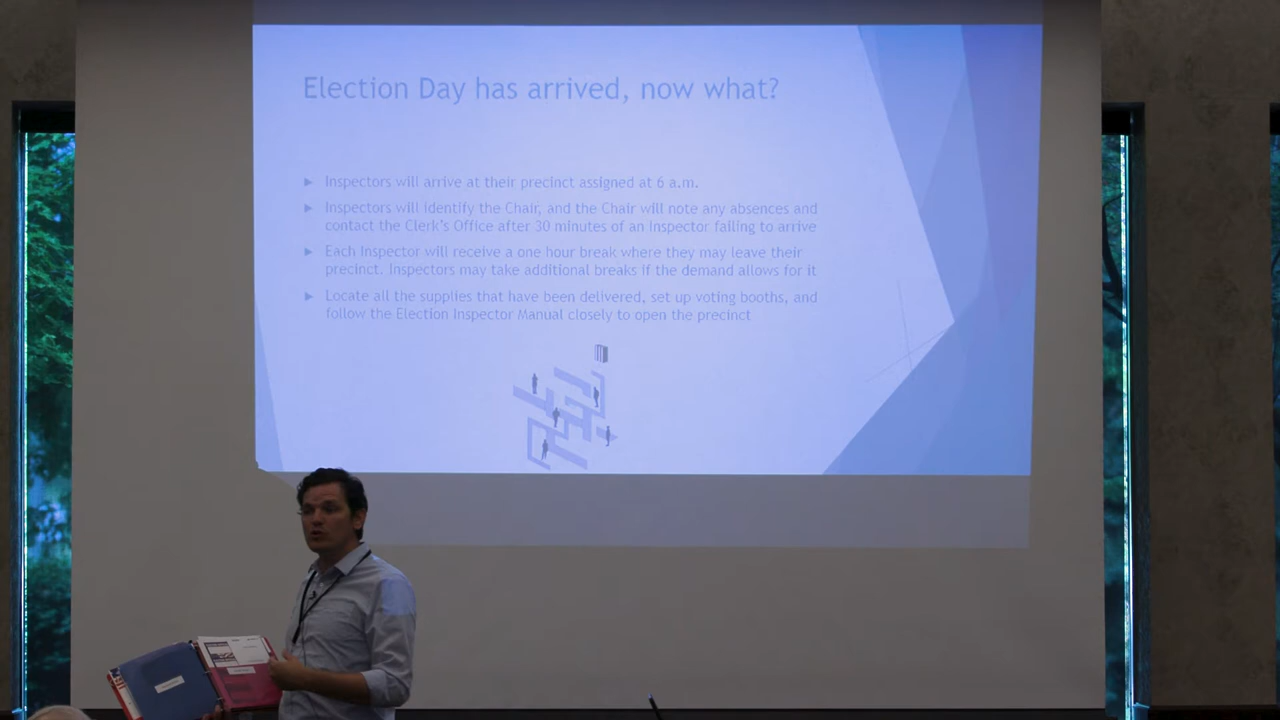 Election Day has arrived, now what?
Inspectors will arrive at their precinct assigned at 6 a.m.
Inspectors will identify the Chair, and the Chair will note any absences and
contact the Clerk's Office after 30 minutes of an Inspector failing to arrive
Each Inspector will receive a one hour break where they may leave their
precinct. Inspectors may take additional breaks if the demand allows for it
Locate all the supplies that have been delivered, set up voting booths, and
follow the Election Inspector Manual closely to open the precinct